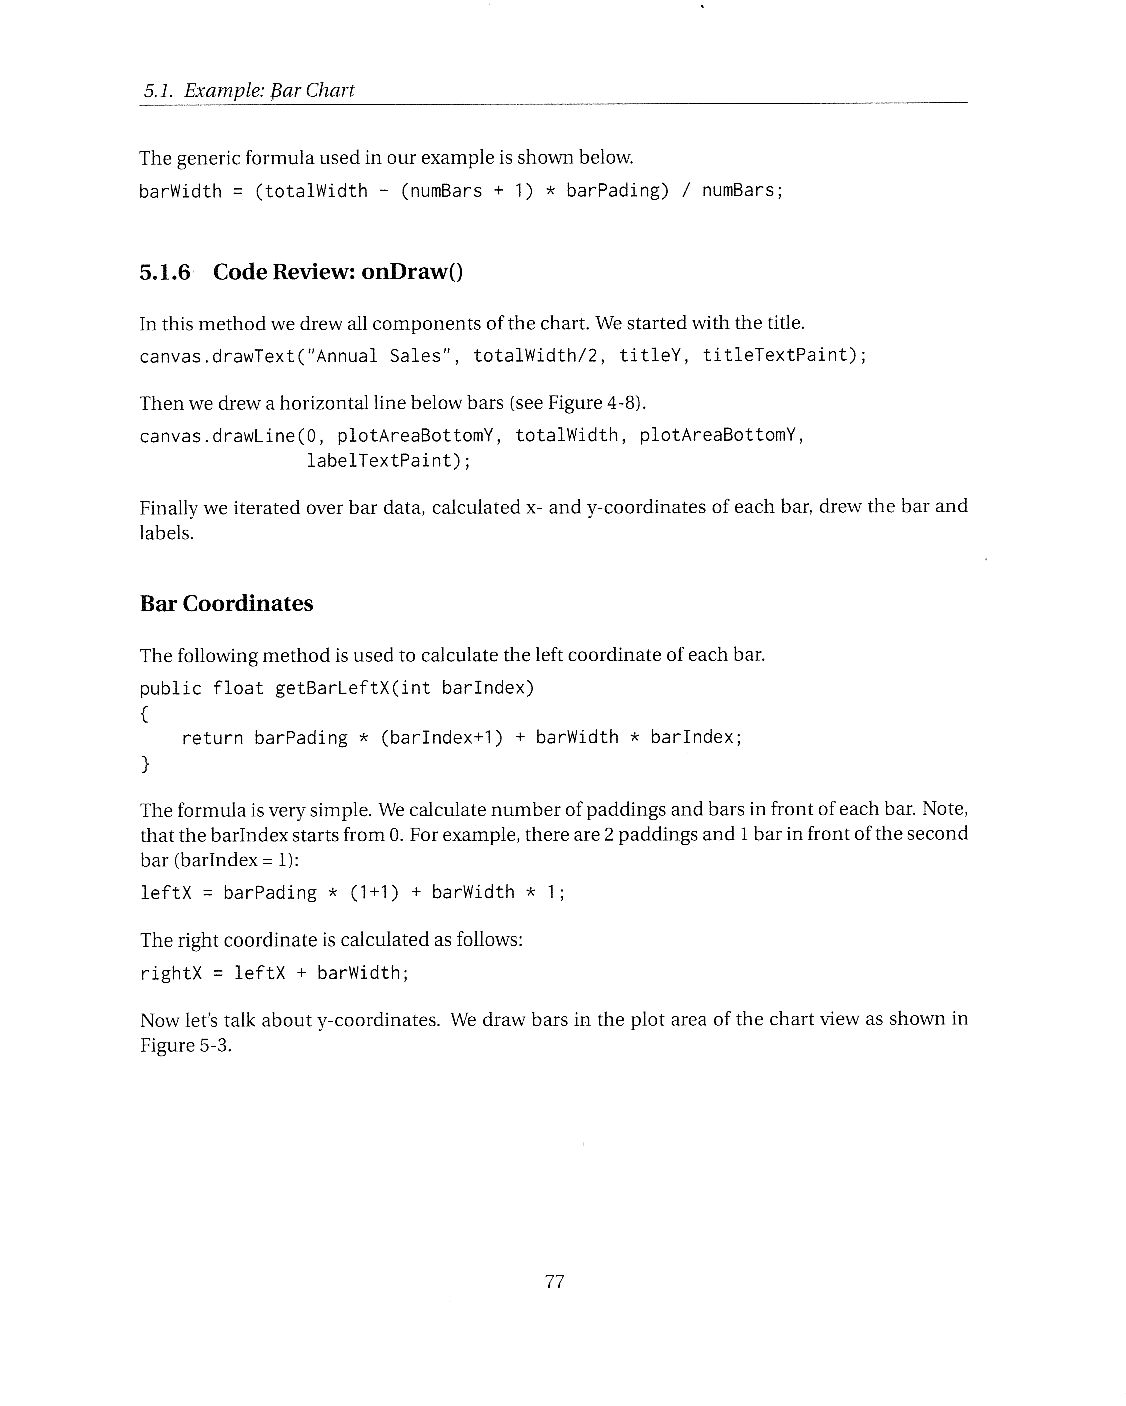 5.1. Example: Bar Chart
The generic formula used in our example is shown below.
barWidth = (totalWidth - (numBars + 1) * barPading) / numBars;
5.1.6 Code Review: onDraw()
In this method we drew all components of the chart. We started with the title.
canvas.drawText("Annual Sales", totalWidth/2, titleY, titleTextPaint);
Then we drew a horizontal line below bars (see Figure 4-8).
canvas.drawLine(0, plotAreaBottomY, totalWidth, plotAreaBottomY,
labelTextPaint);
Finally we iterated over bar data, calculated x- and y-coordinates of each bar, drew the bar and
labels.
Bar Coordinates
The following method is used to calculate the left coordinate of each bar.
public float getBarLeftX(int barIndex)
{
    return barPading * (barIndex+1) + barWidth * barIndex;
}
The formula is very simple. We calculate number of paddings and bars in front of each bar. Note,
that the barIndex starts from 0. For example, there are 2 paddings and 1 bar in front of the second
bar (barIndex = 1):
leftX = barPading * (1+1) + barWidth * 1;
The right coordinate is calculated as follows:
rightX = leftX + barWidth;
Now let's talk about y-coordinates. We draw bars in the plot area of the chart view as shown in
Figure 5-3.
77